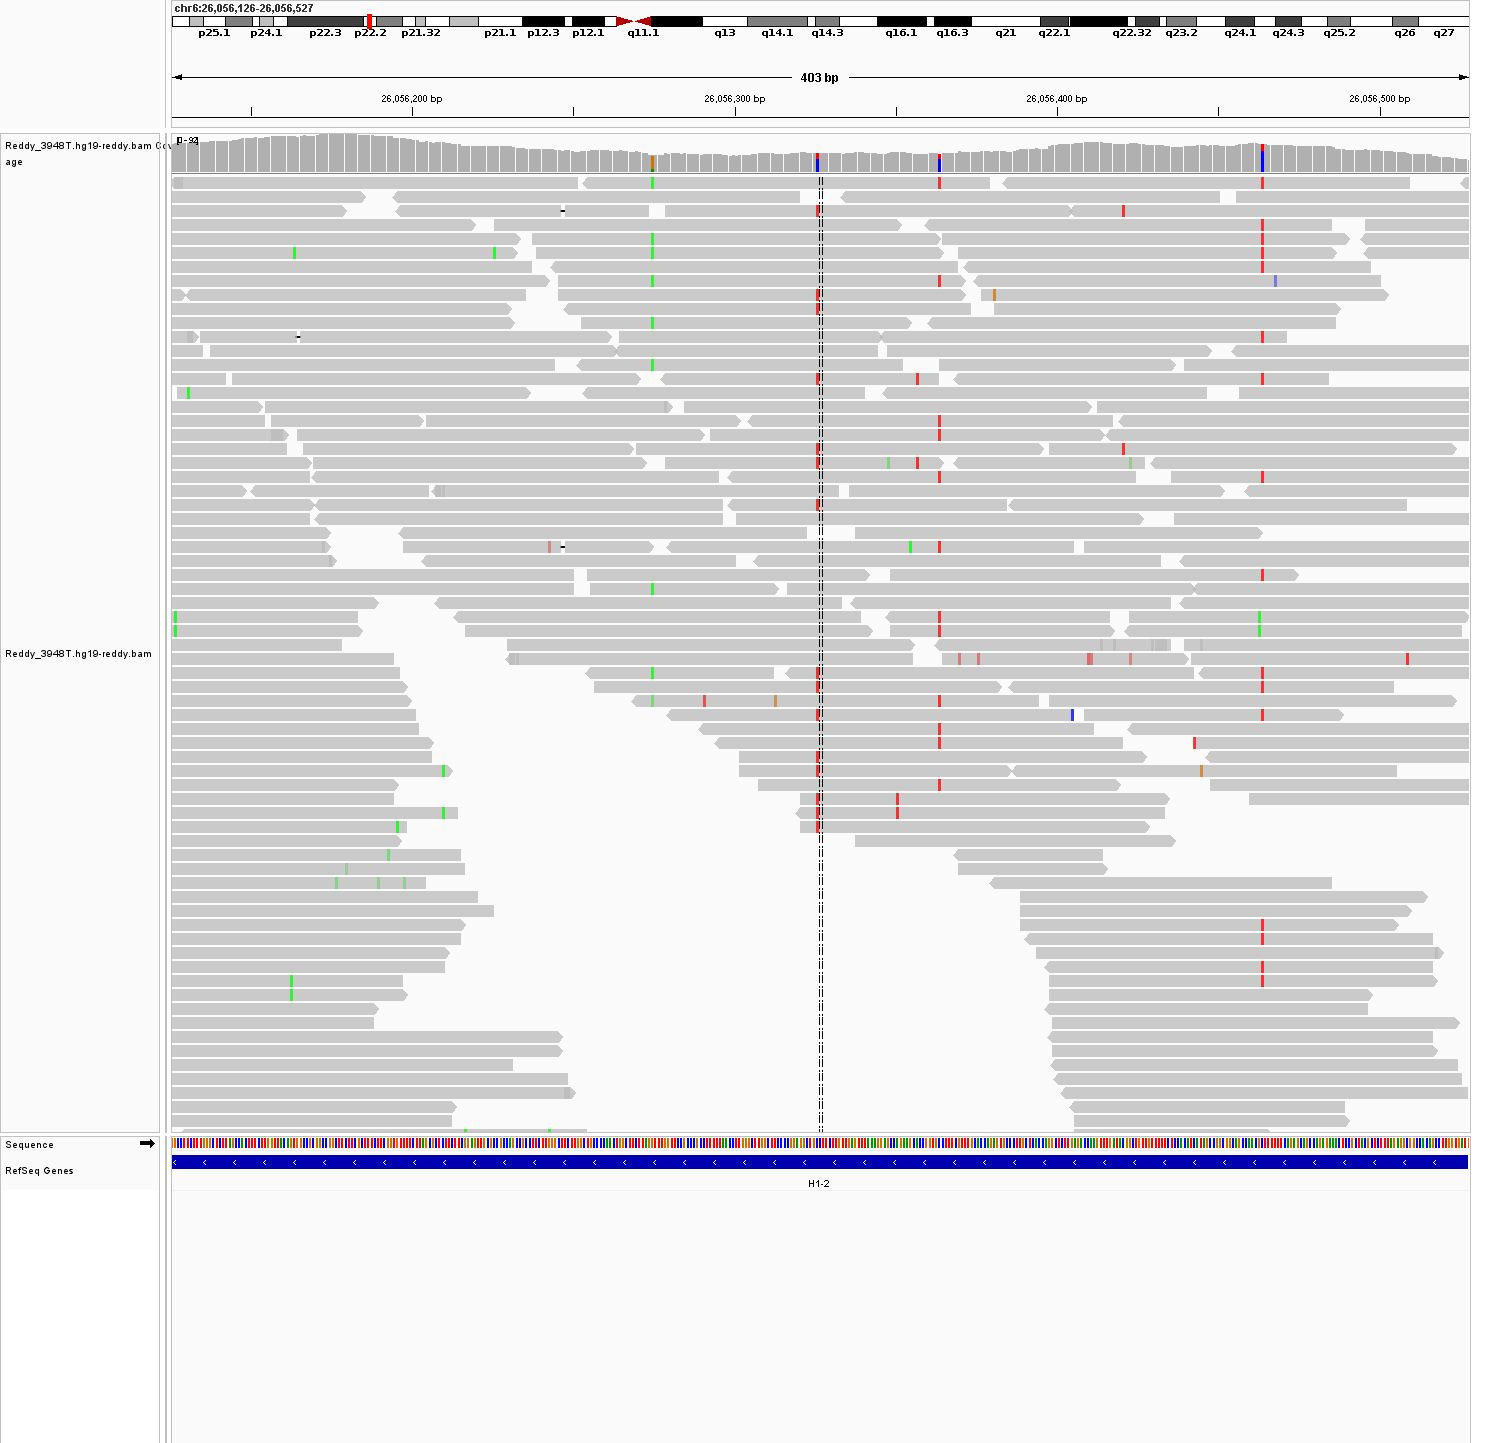 chr6:26,056,126-26,056,527
p25.1 p24.1 p22.3 p22.2 p21.32 p21.1 p12.3 p12.1 q11.1 q13 q14.1 q14.3 q16.1 q16.3 q21 q22.1 q22.32 q23.2 q24.1 q24.3 q25.2 q26 q27
403 bp
26,056,200 bp 26,056,300 bp 26,056,400 bp 26,056,500 bp
[0 - 92]
Reddy_3948T.hg19-reddy.bam Cov
age
Reddy_3948T.hg19-reddy.bam
Sequence
RefSeq Genes
H1-2